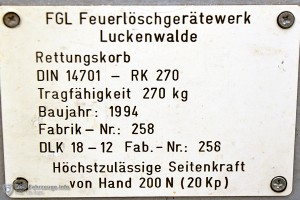 FGL Feuerlöschgerätewerk
Luckenwalde
Rettungskorb
DIN 14701 - RK 270
Tragfähigkeit 270 kg
Baujahr: 1994
Fabrik - Nr.: 258
DLK 18 - 12 Fab.- Nr.: 256
Höchstzulässige Seitenkraft
von Hand 200 N (20 Kp)